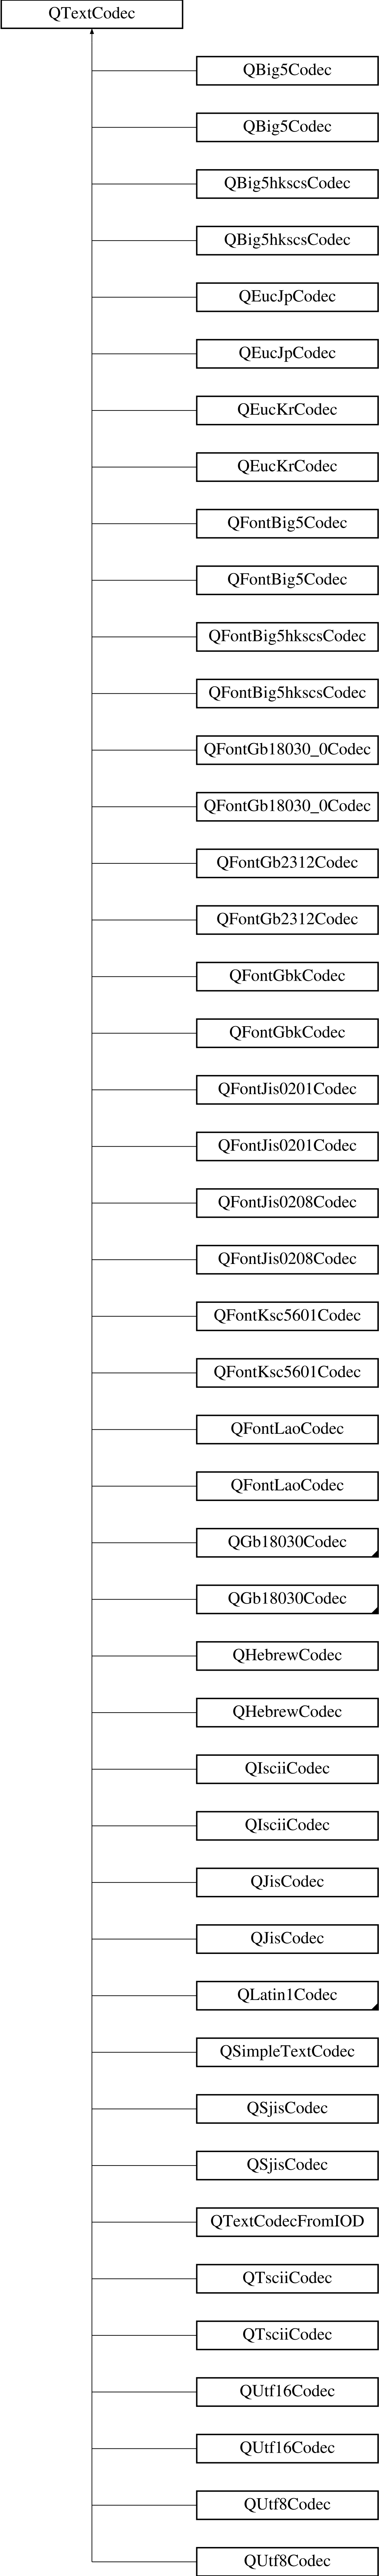 QTextCodec
QBig5Codec
QBig5Codec
QBig5hkscsCodec
QBig5hkscsCodec
QEucJpCodec
QEucJpCodec
QEucKrCodec
QEucKrCodec
QFontBig5Codec
QFontBig5Codec
QFontBig5hkscsCodec
QFontBig5hkscsCodec
QFontGb18030_0Codec
QFontGb18030_0Codec
QFontGb2312Codec
QFontGb2312Codec
QFontGbkCodec
QFontGbkCodec
QFontJis0201Codec
QFontJis0201Codec
QFontJis0208Codec
QFontJis0208Codec
QFontKsc5601Codec
QFontKsc5601Codec
QFontLaoCodec
QFontLaoCodec
QGb18030Codec
QGb18030Codec
QHebrewCodec
QHebrewCodec
QIsciiCodec
QIsciiCodec
QJisCodec
QJisCodec
QLatin1Codec
QSimpleTextCodec
QSjisCodec
QSjisCodec
QTextCodecFromIOD
QTsciiCodec
QTsciiCodec
QUtf16Codec
QUtf16Codec
QUtf8Codec
QUtf8Codec